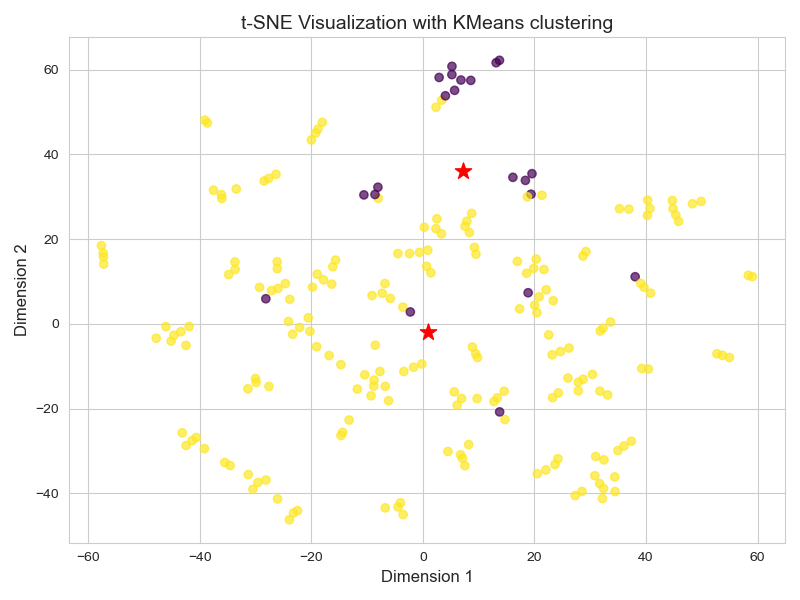 t-SNE Visualization with KMeans clustering
60
40
20
0
−20
−40
Dimension 2
−60 −40 −20 0 20 40 60
Dimension 1